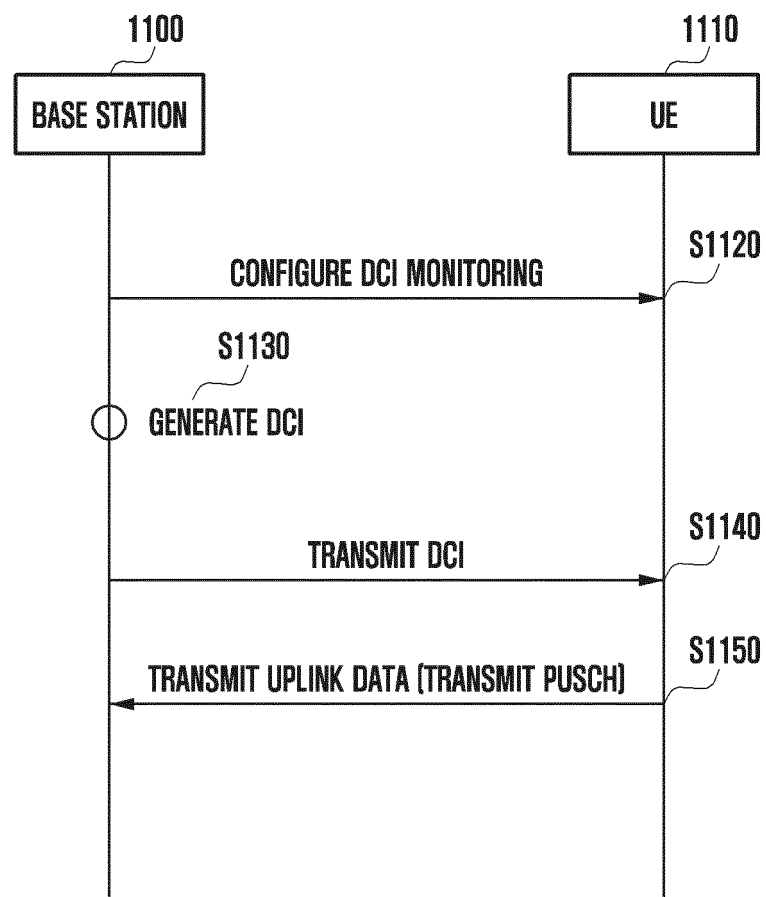 1100
1110
BASE STATION
UE
S1120
CONFIGURE DCI MONITORING
S1130
GENERATE DCI
S1140
TRANSMIT DCI
S1150
TRANSMIT UPLINK DATA (TRANSMIT PUSCH)